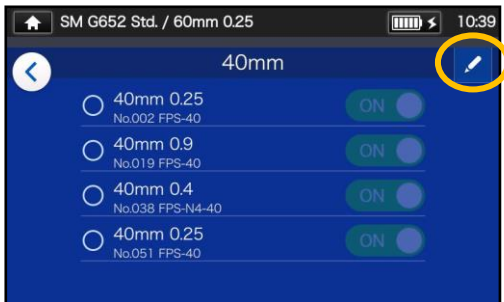 SM G652 Std. / 60mm 0.25 10:39
40mm
40mm 0.25 ON
No.002 FPS-40
40mm 0.9 ON
No.019 FPS-40
40mm 0.4 ON
No.038 FPS-N4-40
40mm 0.25 ON
No.051 FPS-40